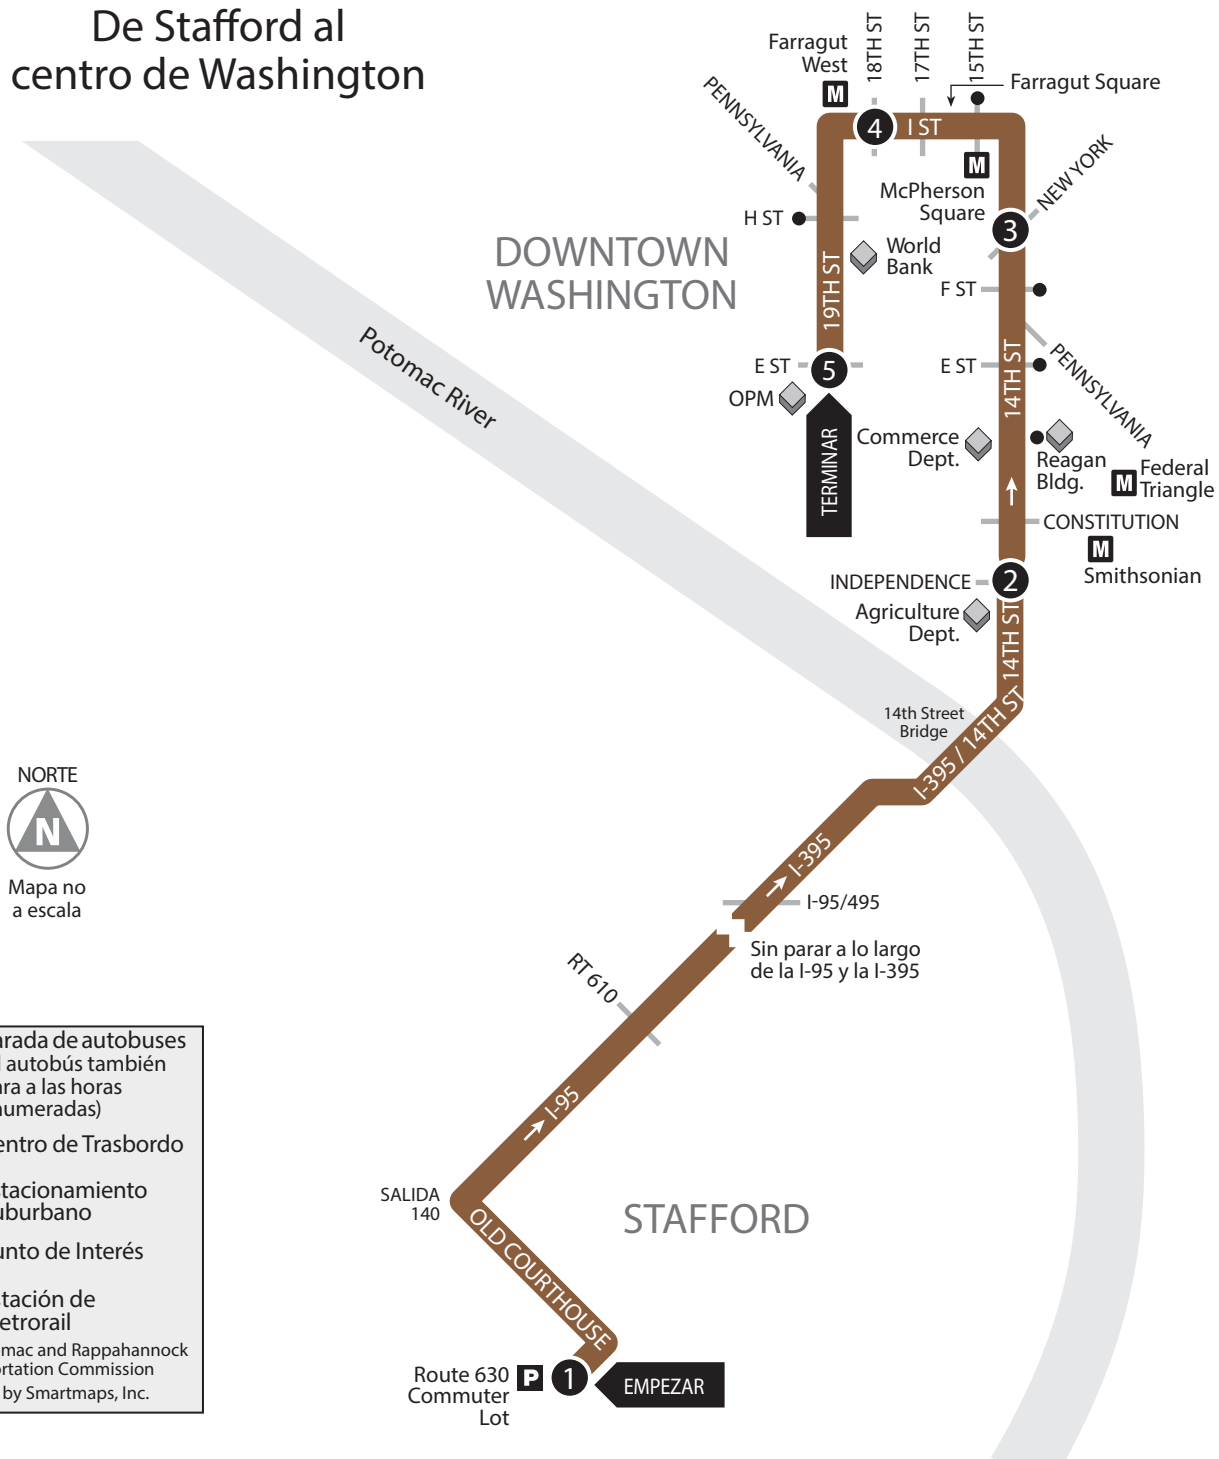 De Stafford al
centro de Washington
Farragut
West
M
18TH ST
17TH ST
15TH ST
Farragut Square
PENNSYLVANIA
4
I ST
M
McPherson
Square
NEW YORK
3
H ST
World
Bank
DOWNTOWN
WASHINGTON
19TH ST
F ST
14TH ST
Potomac River
E ST
5
E ST
PENNSYLVANIA
OPM
TERMINAR
Commerce
Dept.
Reagan
Bldg.
M
Federal
Triangle
CONSTITUTION
M
Smithsonian
INDEPENDENCE
2
Agriculture
Dept.
14TH ST
14th Street
Bridge
I-395 / 14TH ST
NORTE
N
Mapa no
a escala
I-395
I-95/495
Sin parar a lo largo
de la I-95 y la I-395
RT 610
I-95
SALIDA
140
OLD COURTHOUSE
STAFFORD
Route 630
Commuter
Lot
P
1
EMPEZAR
arada de autobuses
l autobús también
ara a las horas
numeradas)
entro de Trasbordo
stacionamiento
uburbano
unto de Interés
stación de
etrorail
mac and Rappahannock
ortation Commission
by Smartmaps, Inc.